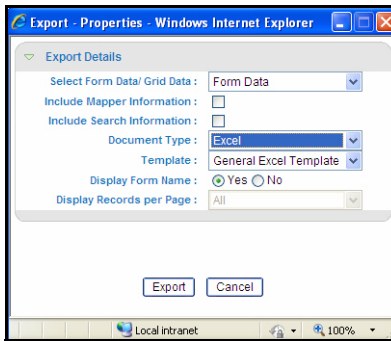 Export - Properties - Windows Internet Explorer
Export Details
Select Form Data/ Grid Data : Form Data
Include Mapper Information :
Include Search Information :
Document Type : Excel
Template : General Excel Template
Display Form Name : Yes No
Display Records per Page : All
Export Cancel
Local intranet 100%